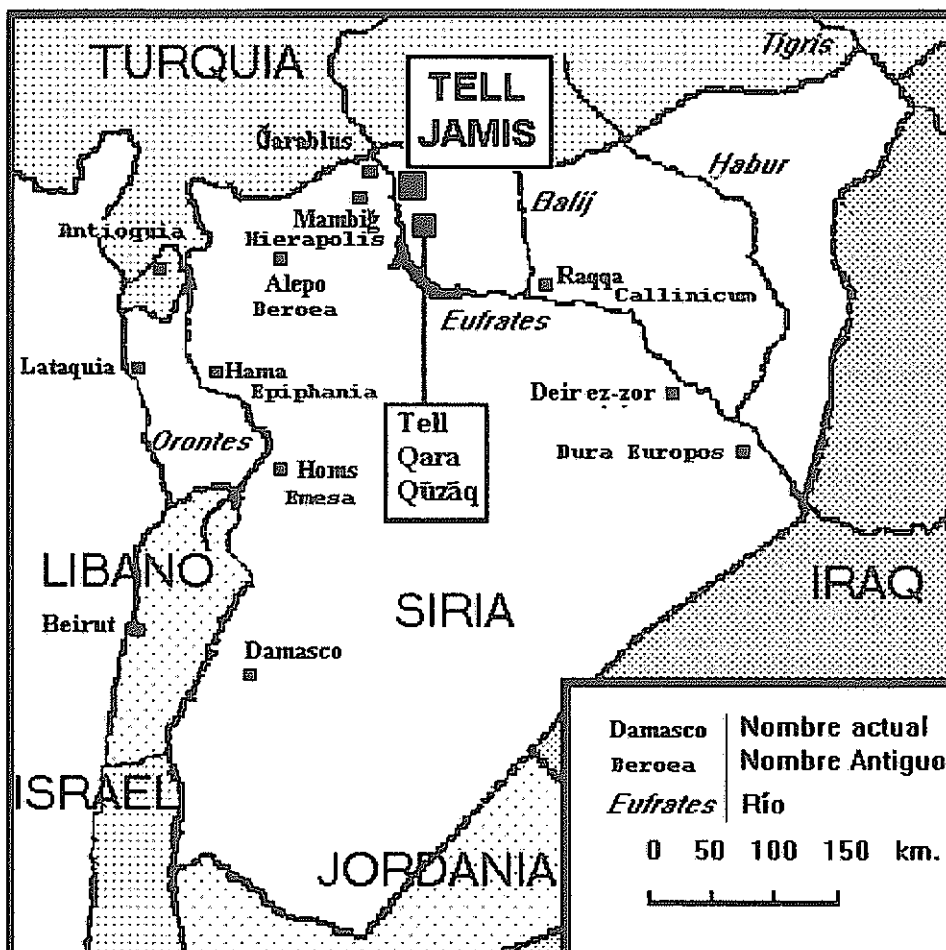 TURQUIA
Tigris
TELL
JAMIS
Ğarablus
Habur
Balij
Mambiğ
Hierapolis
Antioquia
Alepo
Beroea
Raqqa
Callinicum
Eufrates
Lataquia
Hama
Epiphania
Deir ez-zor
Tell
Qara
Qūzāq
Orontes
Dura Europos
Homs
Emesa
LIBANO
IRAQ
SIRIA
Beirut
Damasco
Damasco Nombre actual
Beroea Nombre Antiguo
Eufrates Río
ISRAEL
0 50 100 150 km.
JORDANIA